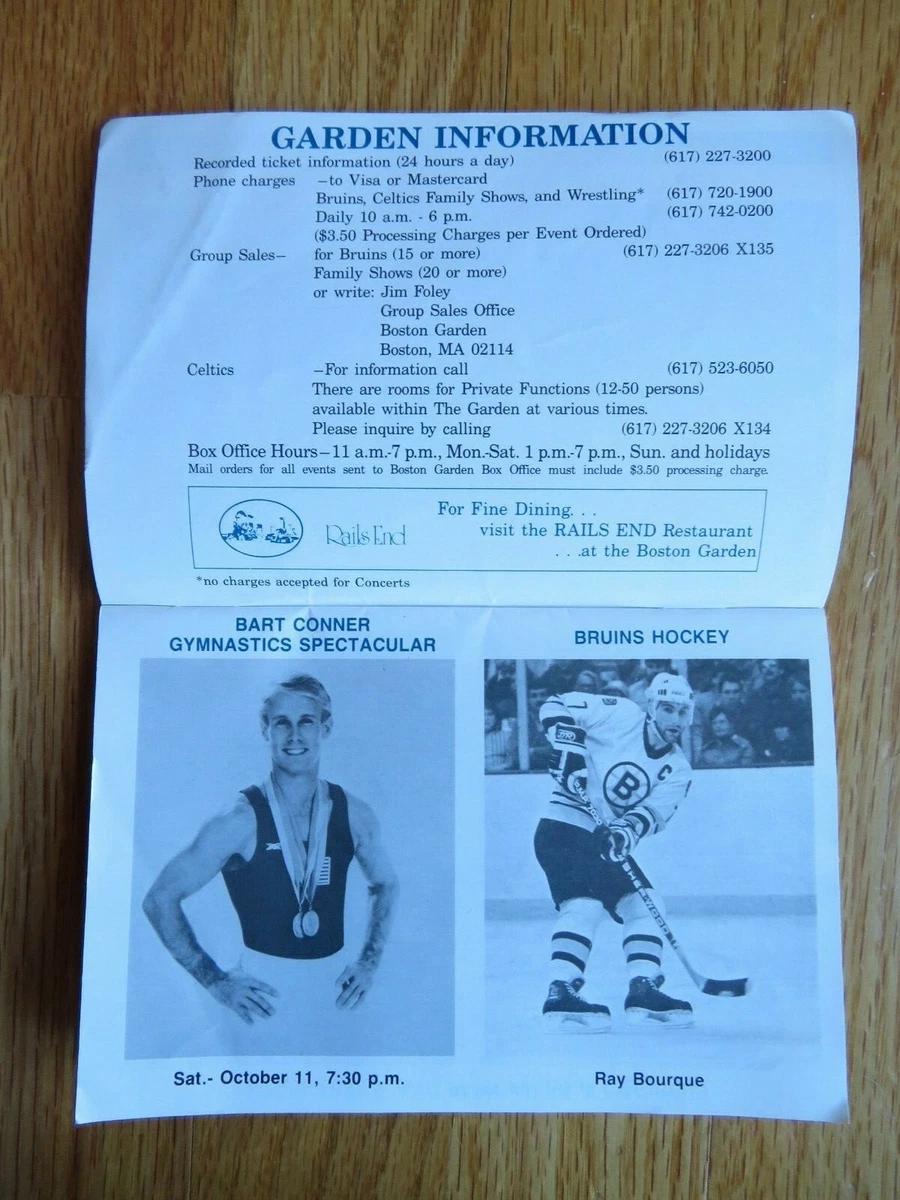 GARDEN INFORMATION
Recorded ticket information (24 hours a day) (617) 227-3200
Phone charges –to Visa or Mastercard
Bruins, Celtics Family Shows, and Wrestling* (617) 720-1900
Daily 10 a.m. - 6 p.m. (617) 742-0200
($3.50 Processing Charges per Event Ordered)
Group Sales– for Bruins (15 or more) (617) 227-3206 X135
Family Shows (20 or more)
or write: Jim Foley
Group Sales Office
Boston Garden
Boston, MA 02114
Celtics –For information call (617) 523-6050
There are rooms for Private Functions (12-50 persons)
available within The Garden at various times.
Please inquire by calling (617) 227-3206 X134
Box Office Hours–11 a.m.-7 p.m., Mon.-Sat. 1 p.m.-7 p.m., Sun. and holidays
Mail orders for all events sent to Boston Garden Box Office must include $3.50 processing charge.
Rails End
For Fine Dining. . .
visit the RAILS END Restaurant
. . .at the Boston Garden
*no charges accepted for Concerts
BART CONNER
GYMNASTICS SPECTACULAR
BRUINS HOCKEY
7
C
B
SHERWOOD
Sat.- October 11, 7:30 p.m.
Ray Bourque